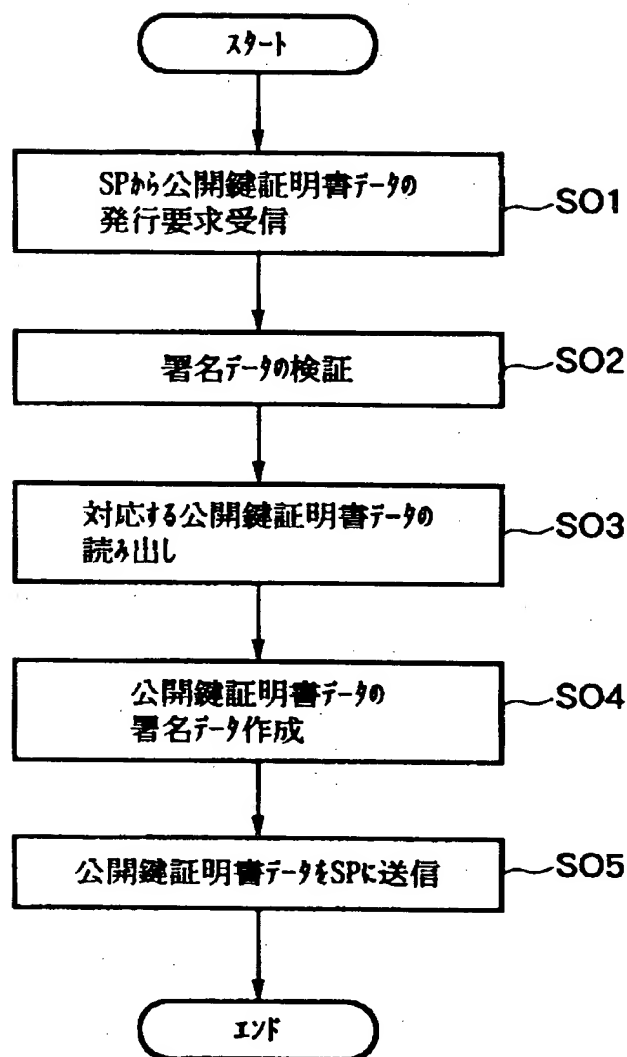 スタート
SPから公開鍵証明書データの
発行要求受信
SO1
署名データの検証
SO2
対応する公開鍵証明書データの
読み出し
SO3
公開鍵証明書データの
署名データ作成
SO4
公開鍵証明書データをSPに送信
SO5
エンド